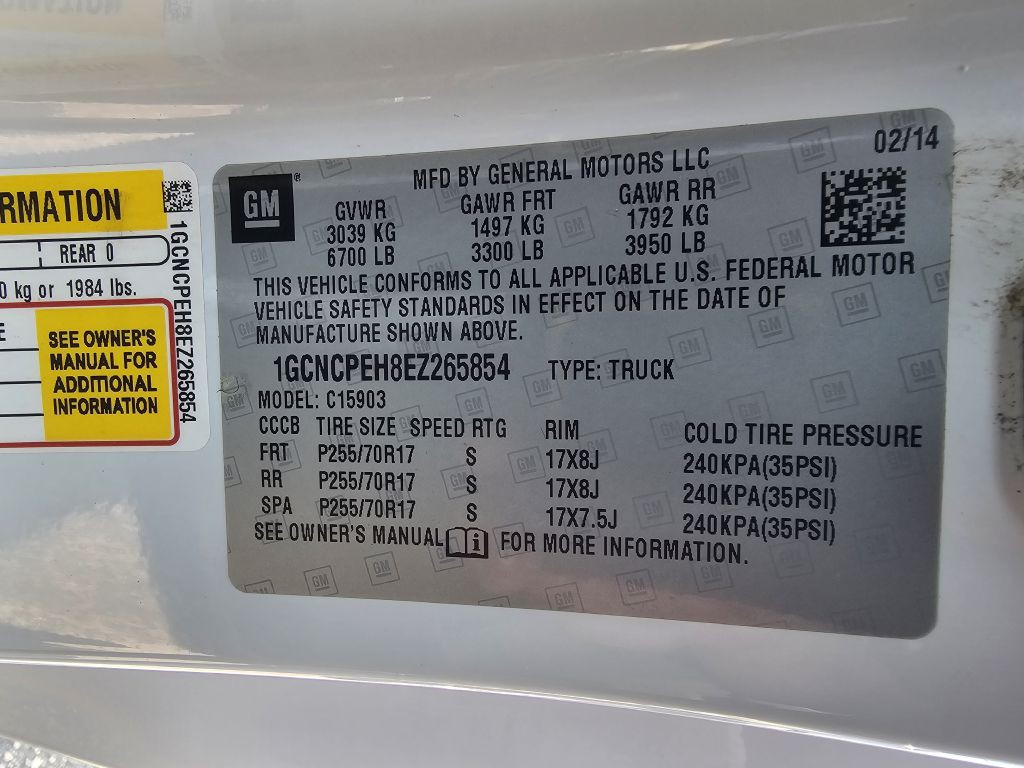 RMATION
REAR 0
0 kg or 1984 lbs.
E
SEE OWNER'S
MANUAL FOR
ADDITIONAL
INFORMATION
1GCNCPEH8EZ265854
GM®
MFD BY GENERAL MOTORS LLC
02/14
GVWR GAWR FRT GAWR RR
3039 KG 1497 KG 1792 KG
6700 LB 3300 LB 3950 LB
THIS VEHICLE CONFORMS TO ALL APPLICABLE U.S. FEDERAL MOTOR
VEHICLE SAFETY STANDARDS IN EFFECT ON THE DATE OF
MANUFACTURE SHOWN ABOVE.
1GCNCPEH8EZ265854 TYPE: TRUCK
MODEL: C15903
CCCB TIRE SIZE SPEED RTG RIM COLD TIRE PRESSURE
FRT P255/70R17 S 17X8J 240KPA(35PSI)
RR P255/70R17 S 17X8J 240KPA(35PSI)
SPA P255/70R17 S 17X7.5J 240KPA(35PSI)
SEE OWNER'S MANUAL FOR MORE INFORMATION.